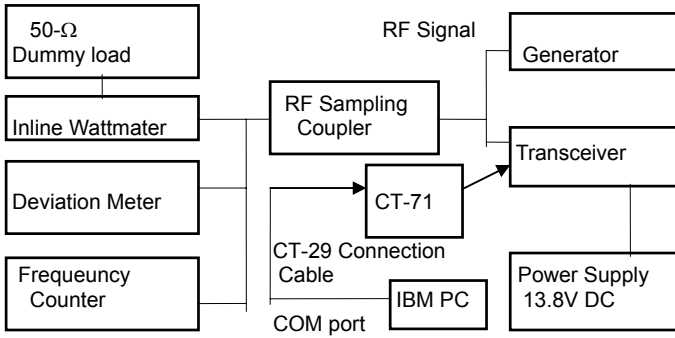 50-Ω
Dummy load
RF Signal
Generator
Inline Wattmater
RF Sampling
Coupler
Transceiver
Deviation Meter
CT-71
CT-29 Connection
Cable
Frequeuncy
Counter
IBM PC
Power Supply
13.8V DC
COM port